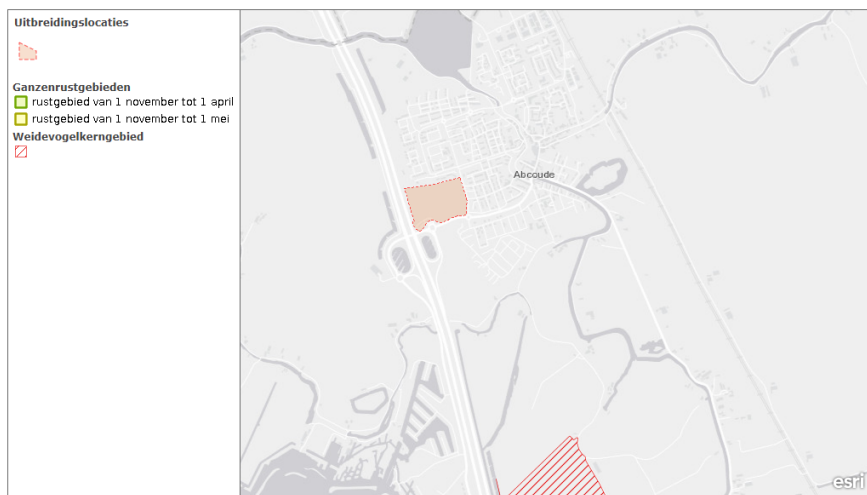 Uitbreidingslocaties
Ganzenrustgebieden
rustgebied van 1 november tot 1 april
rustgebied van 1 november tot 1 mei
Weidevogelkerngebied
Abcoude
esri